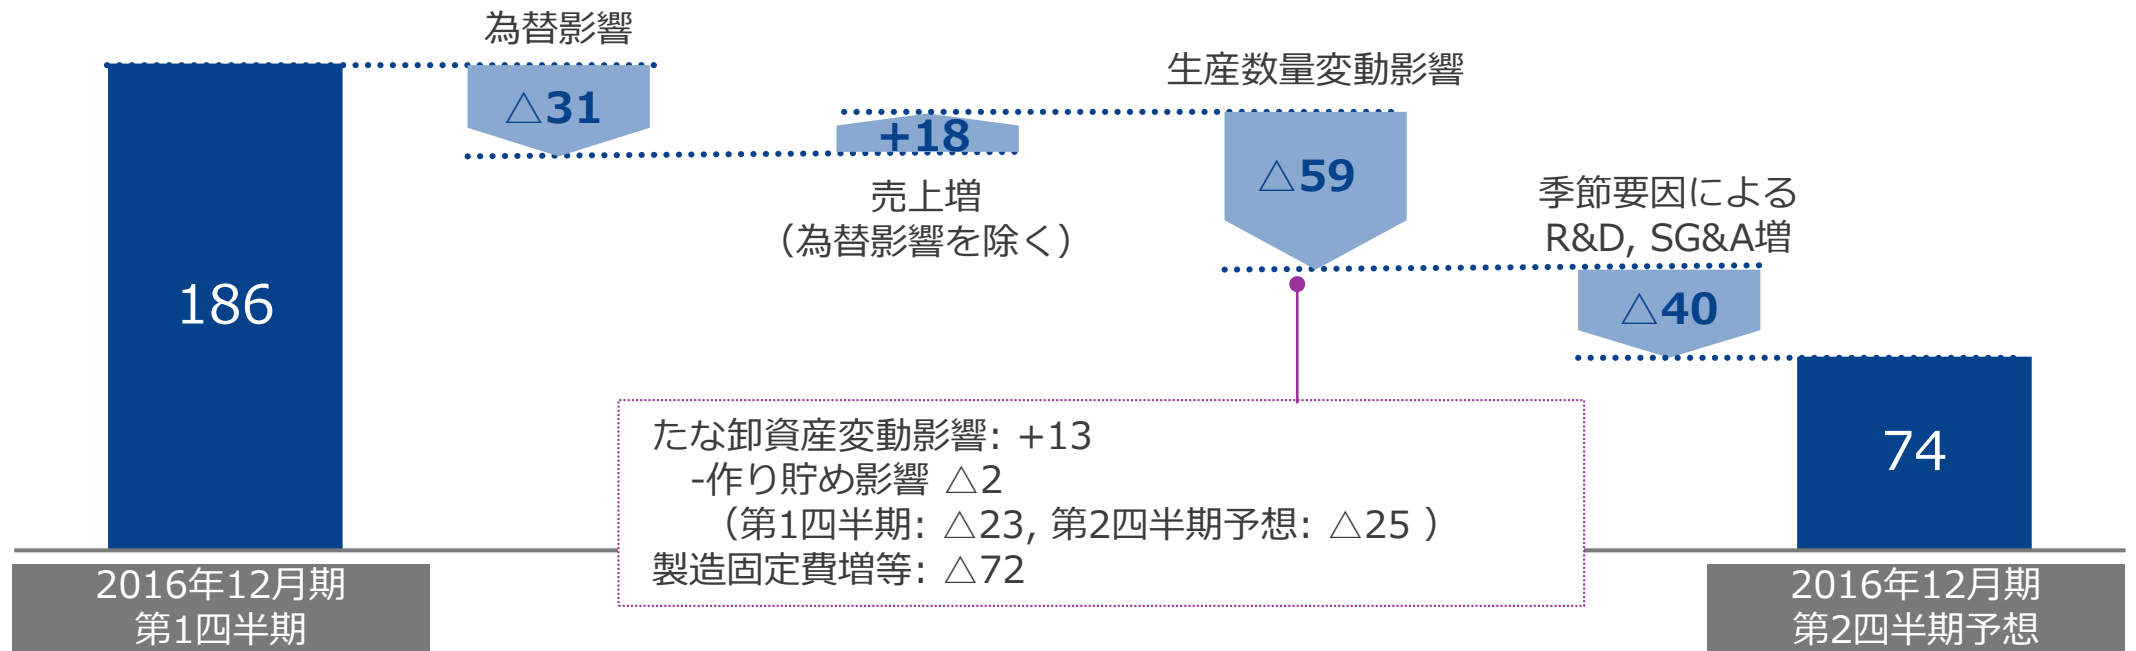 為替影響
△31
+18
売上増
（為替影響を除く）
生産数量変動影響
△59
季節要因による
R&D, SG&A増
△40
186
74
たな卸資産変動影響: +13
-作り貯め影響 △2
（第1四半期: △23, 第2四半期予想: △25 ）
製造固定費増等: △72
2016年12月期
第1四半期
2016年12月期
第2四半期予想